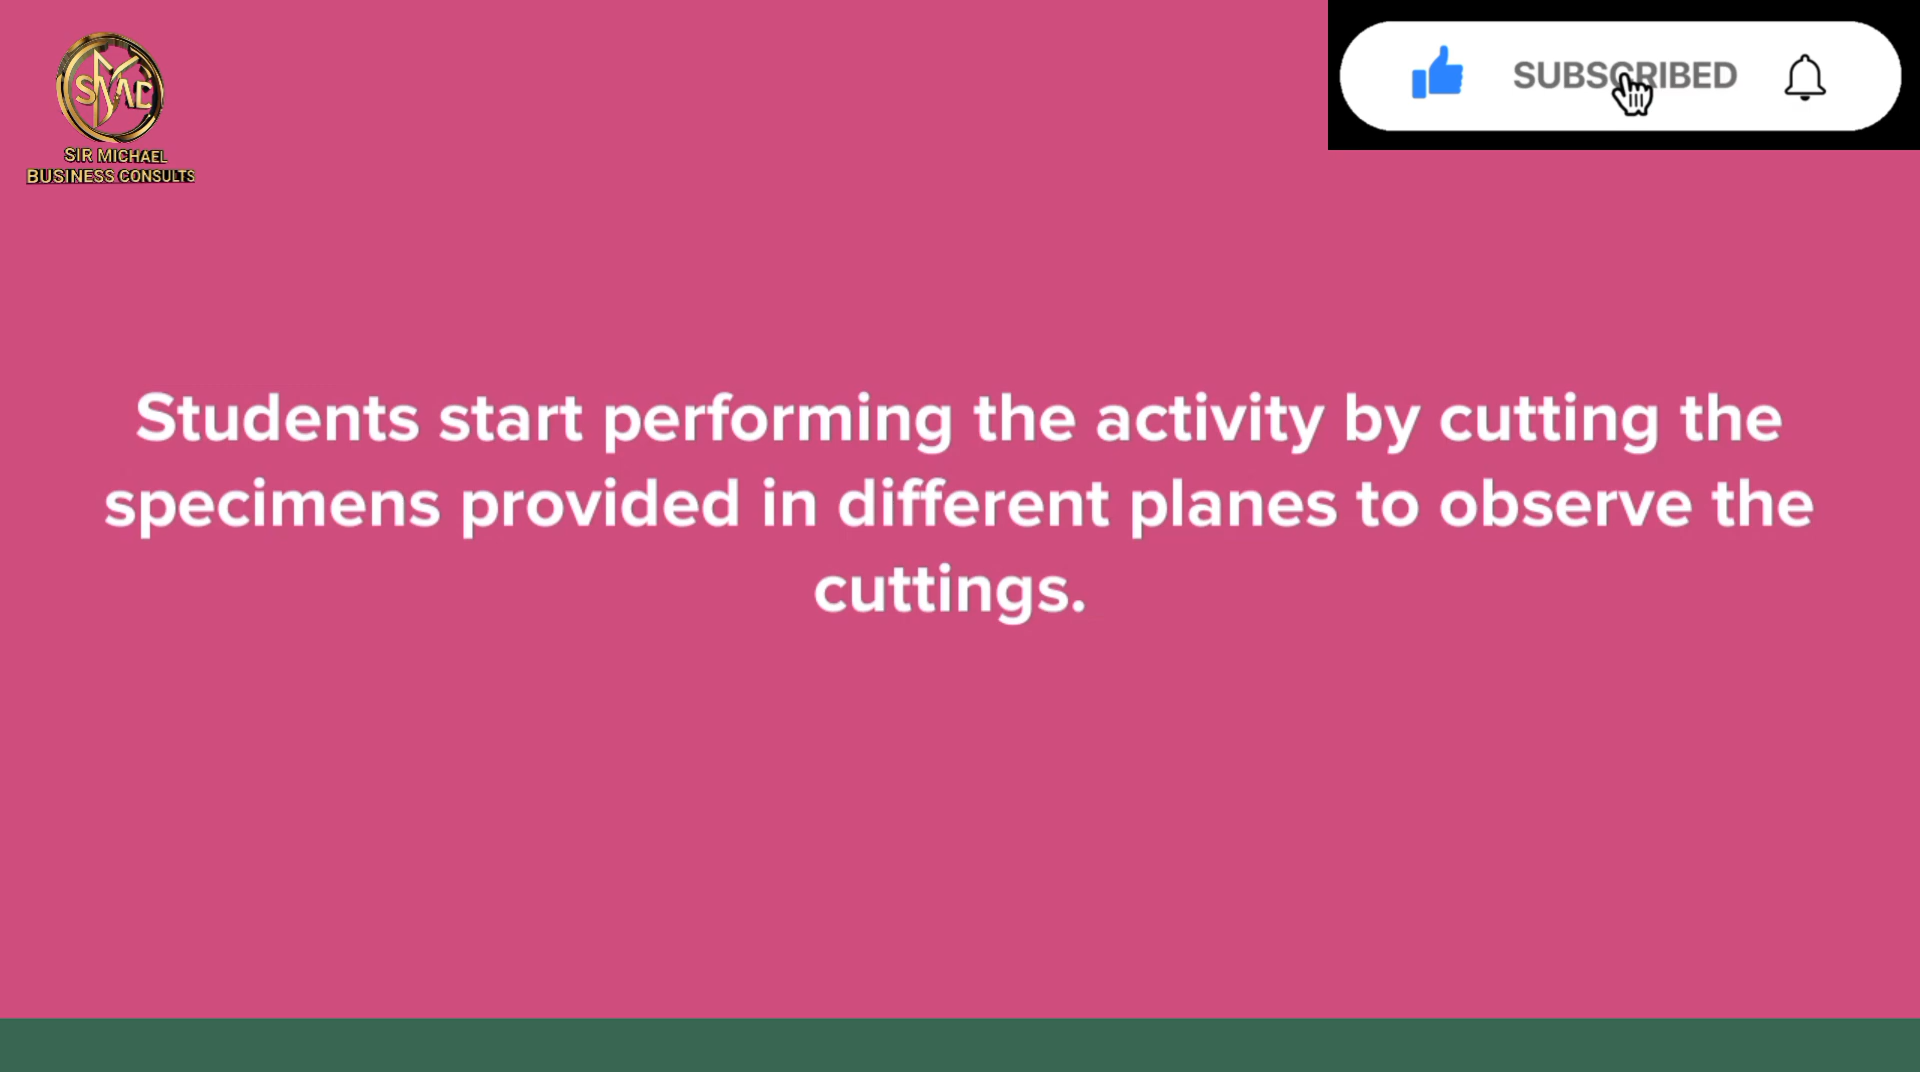 SMC
SIR MICHAEL
BUSINESS CONSULTS
SUBSCRIBED
Students start performing the activity by cutting the
specimens provided in different planes to observe the
cuttings.